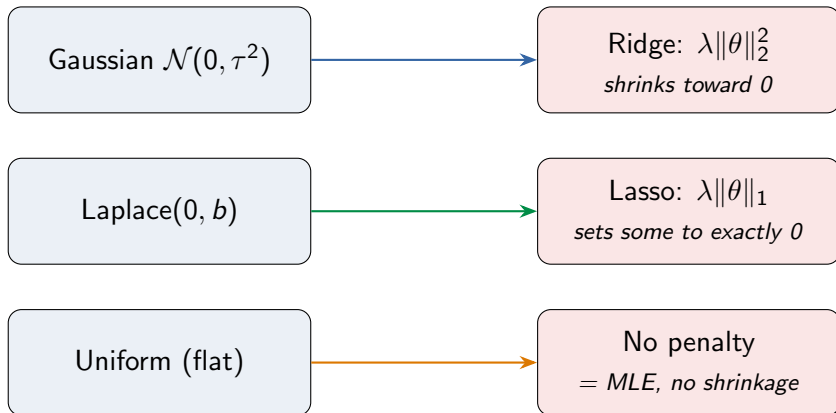 Gaussian 𝒩(0, τ²)
Ridge: λ‖θ‖₂²
shrinks toward 0
Laplace(0, b)
Lasso: λ‖θ‖₁
sets some to exactly 0
Uniform (flat)
No penalty
= MLE, no shrinkage